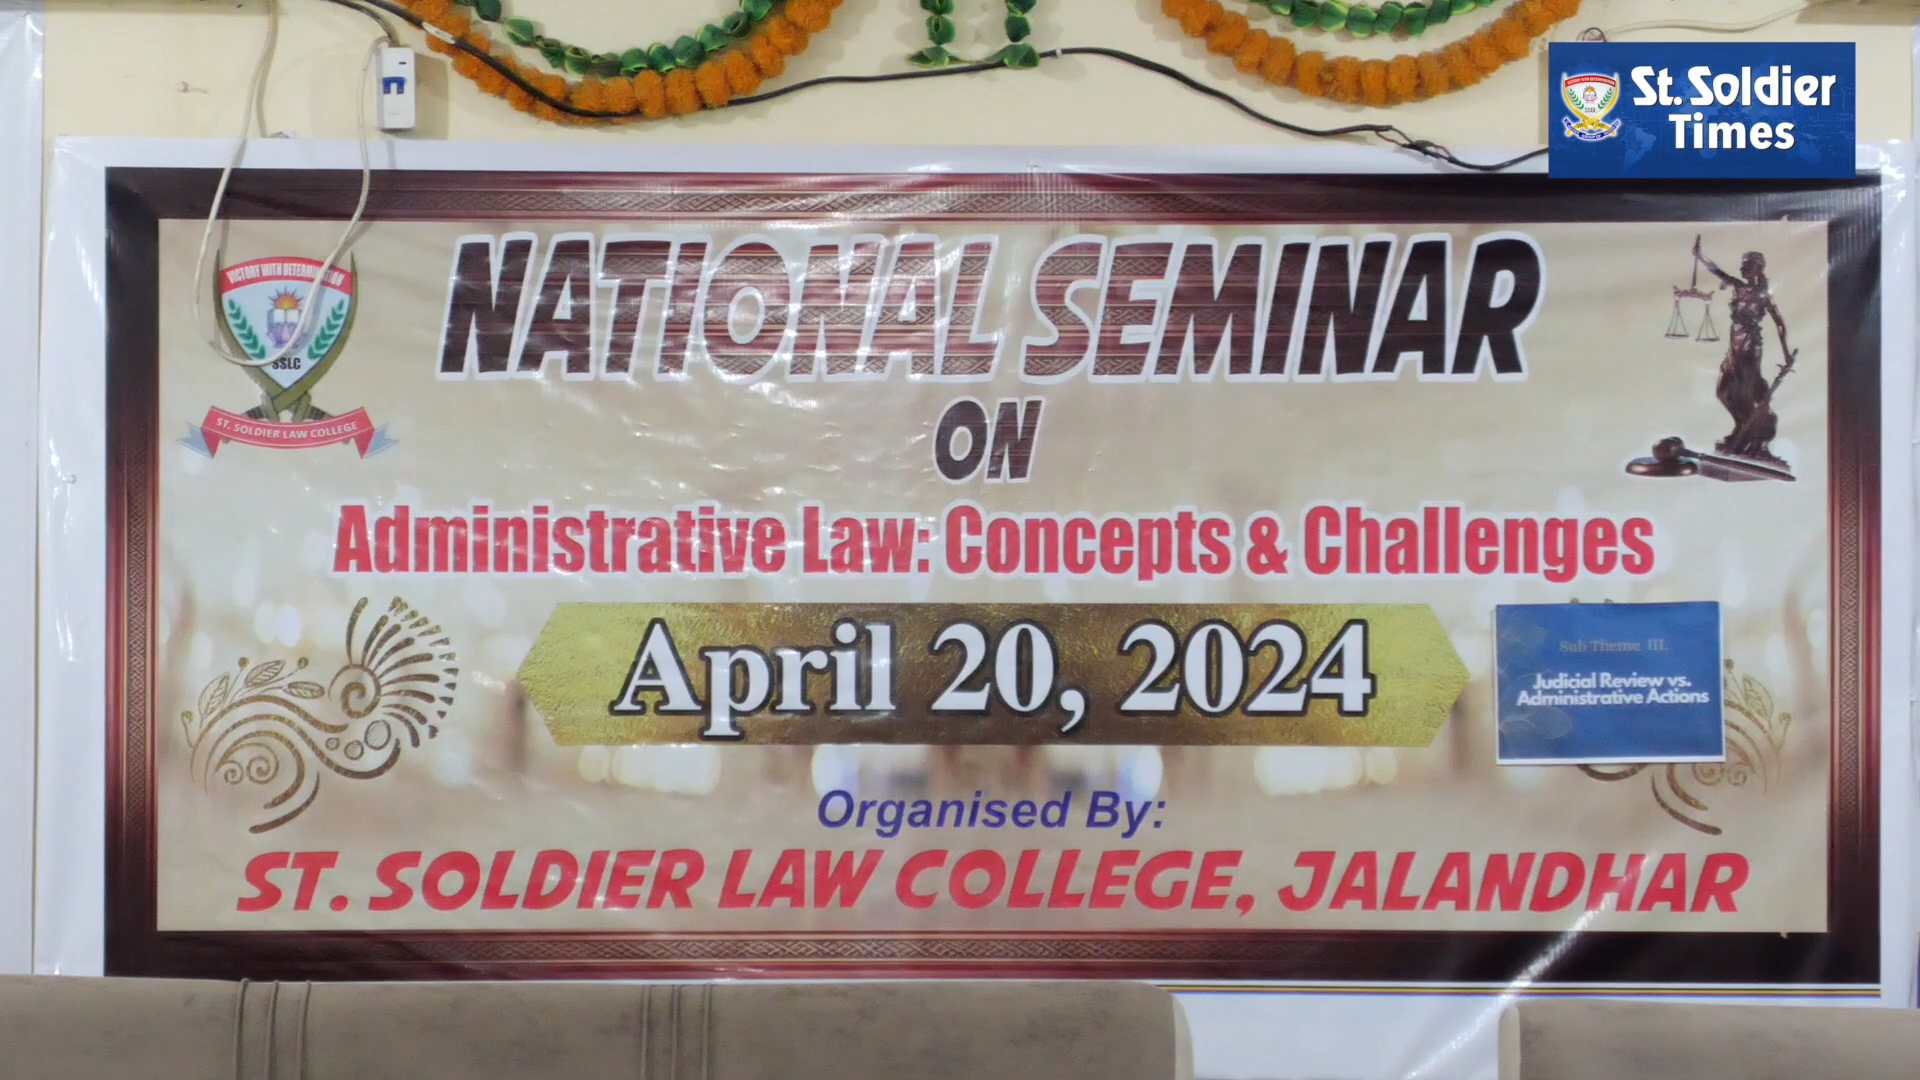 St. Soldier
Times
VICTORY WITH DETERMINATION
SSLC
ST. SOLDIER LAW COLLEGE
NATIONAL SEMINAR
ON
Administrative Law: Concepts & Challenges
April 20, 2024
Sub Theme III.
Judicial Review vs.
Administrative Actions
Organised By:
ST. SOLDIER LAW COLLEGE, JALANDHAR